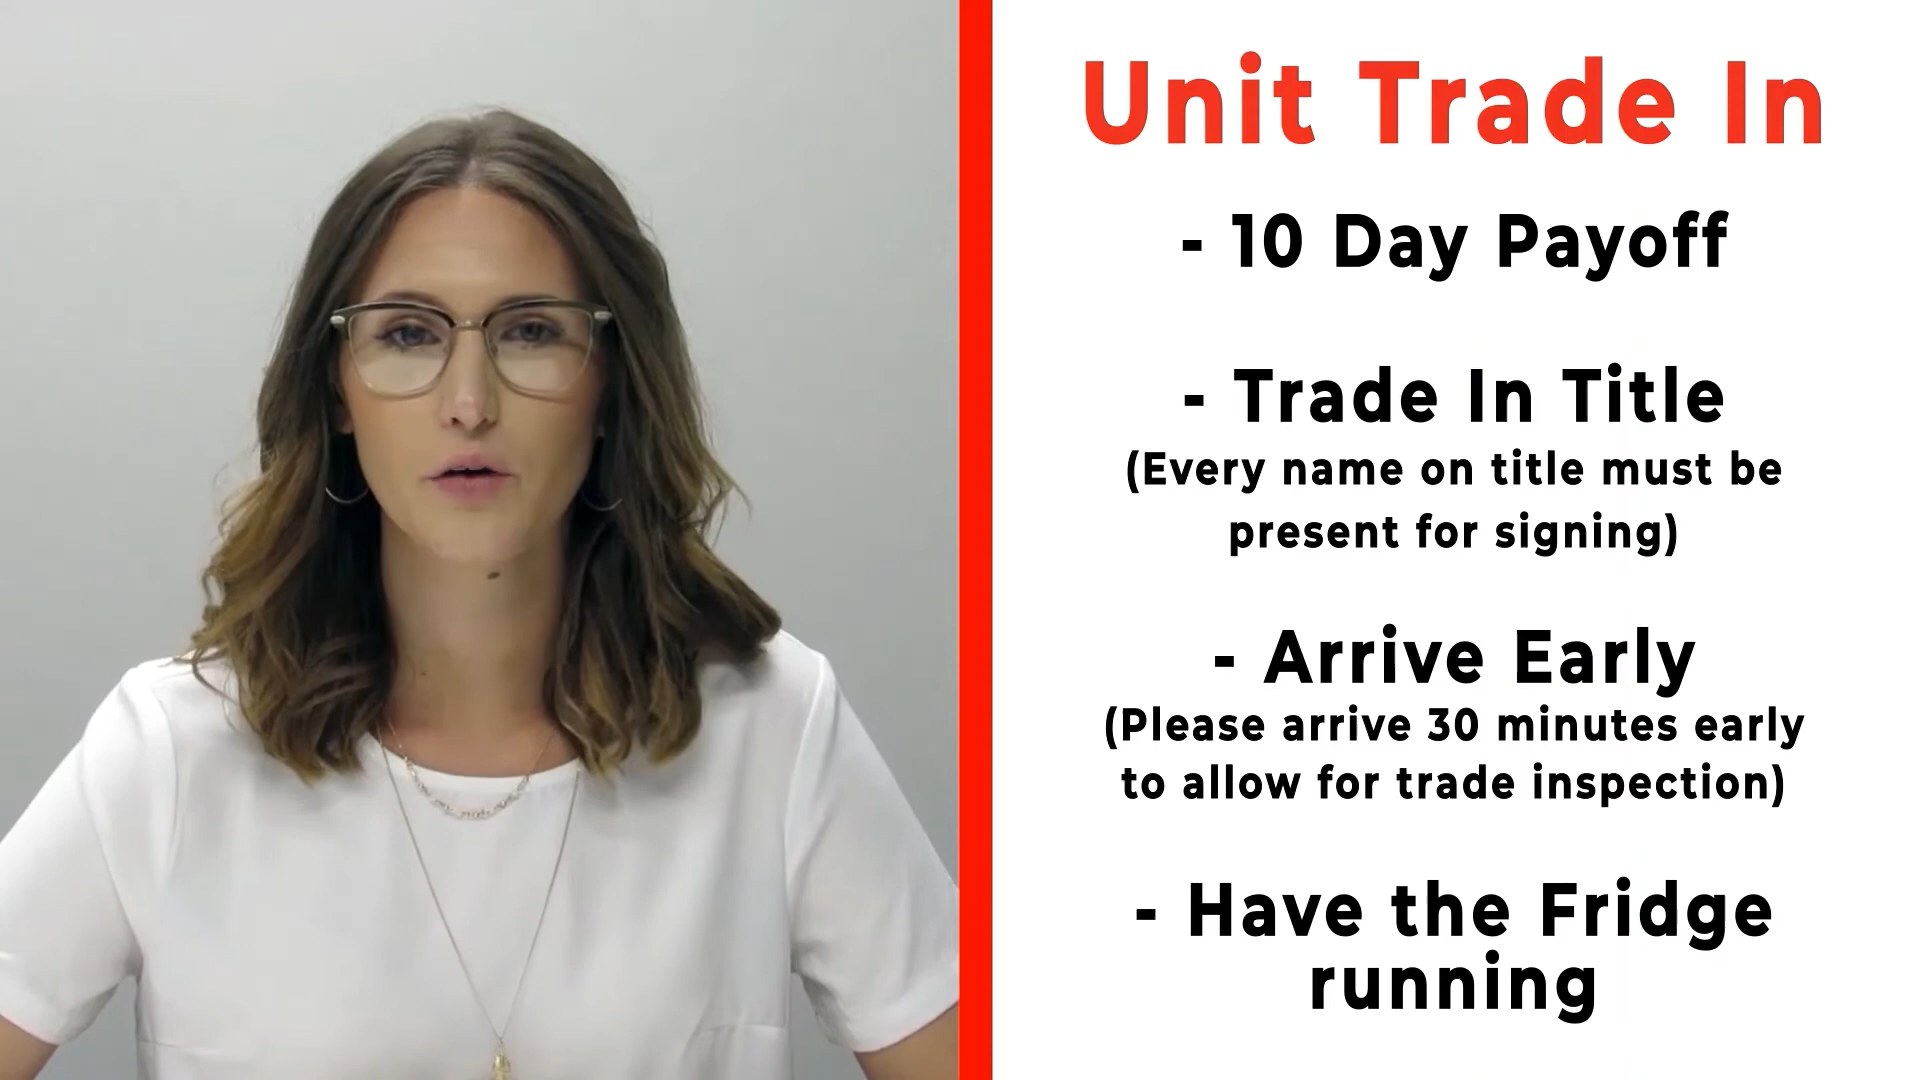 Unit Trade In
- 10 Day Payoff
- Trade In Title
(Every name on title must be
present for signing)
- Arrive Early
(Please arrive 30 minutes early
to allow for trade inspection)
- Have the Fridge
running